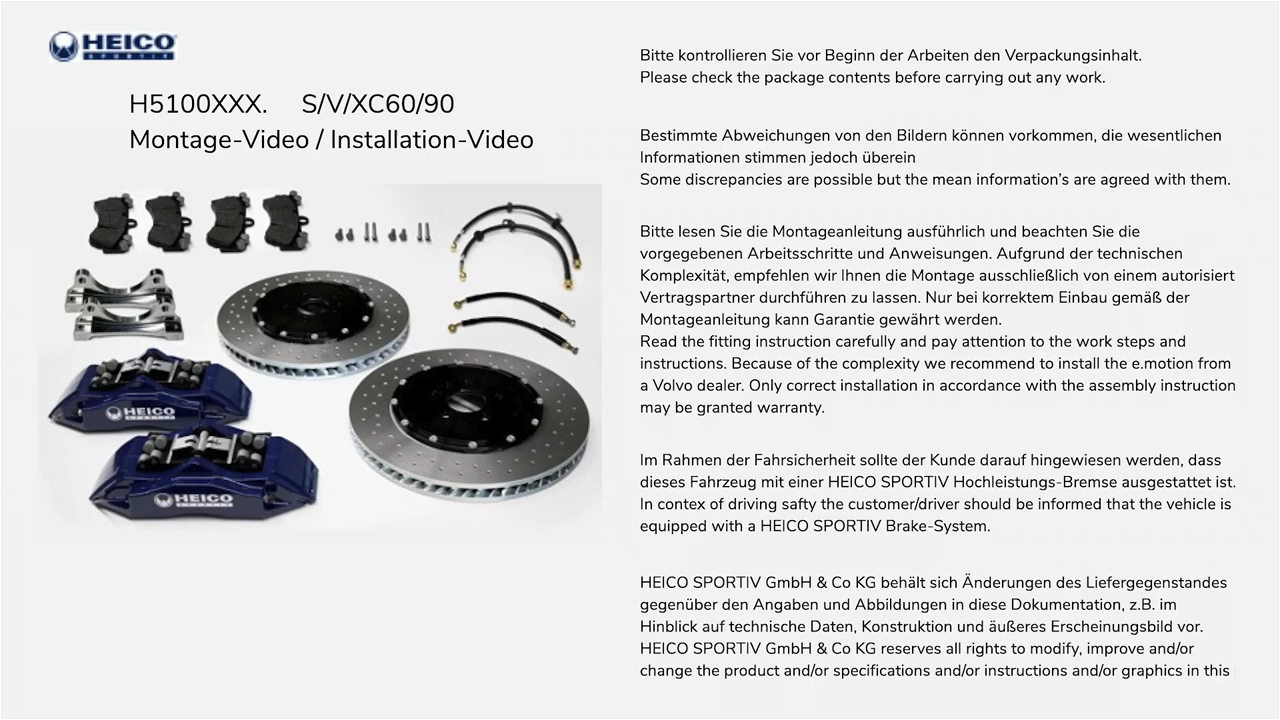 HEICO
SPORTIV
H5100XXX. S/V/XC60/90
Montage-Video / Installation-Video
HEICO
SPORTIV
HEICO
SPORTIV
Bitte kontrollieren Sie vor Beginn der Arbeiten den Verpackungsinhalt.
Please check the package contents before carrying out any work.
Bestimmte Abweichungen von den Bildern können vorkommen, die wesentlichen
Informationen stimmen jedoch überein
Some discrepancies are possible but the mean information's are agreed with them.
Bitte lesen Sie die Montageanleitung ausführlich und beachten Sie die
vorgegebenen Arbeitsschritte und Anweisungen. Aufgrund der technischen
Komplexität, empfehlen wir Ihnen die Montage ausschließlich von einem autorisiert
Vertragspartner durchführen zu lassen. Nur bei korrektem Einbau gemäß der
Montageanleitung kann Garantie gewährt werden.
Read the fitting instruction carefully and pay attention to the work steps and
instructions. Because of the complexity we recommend to install the e.motion from
a Volvo dealer. Only correct installation in accordance with the assembly instruction
may be granted warranty.
Im Rahmen der Fahrsicherheit sollte der Kunde darauf hingewiesen werden, dass
dieses Fahrzeug mit einer HEICO SPORTIV Hochleistungs-Bremse ausgestattet ist.
In contex of driving safty the customer/driver should be informed that the vehicle is
equipped with a HEICO SPORTIV Brake-System.
HEICO SPORTIV GmbH & Co KG behält sich Änderungen des Liefergegenstandes
gegenüber den Angaben und Abbildungen in diese Dokumentation, z.B. im
Hinblick auf technische Daten, Konstruktion und äußeres Erscheinungsbild vor.
HEICO SPORTIV GmbH & Co KG reserves all rights to modify, improve and/or
change the product and/or specifications and/or instructions and/or graphics in this